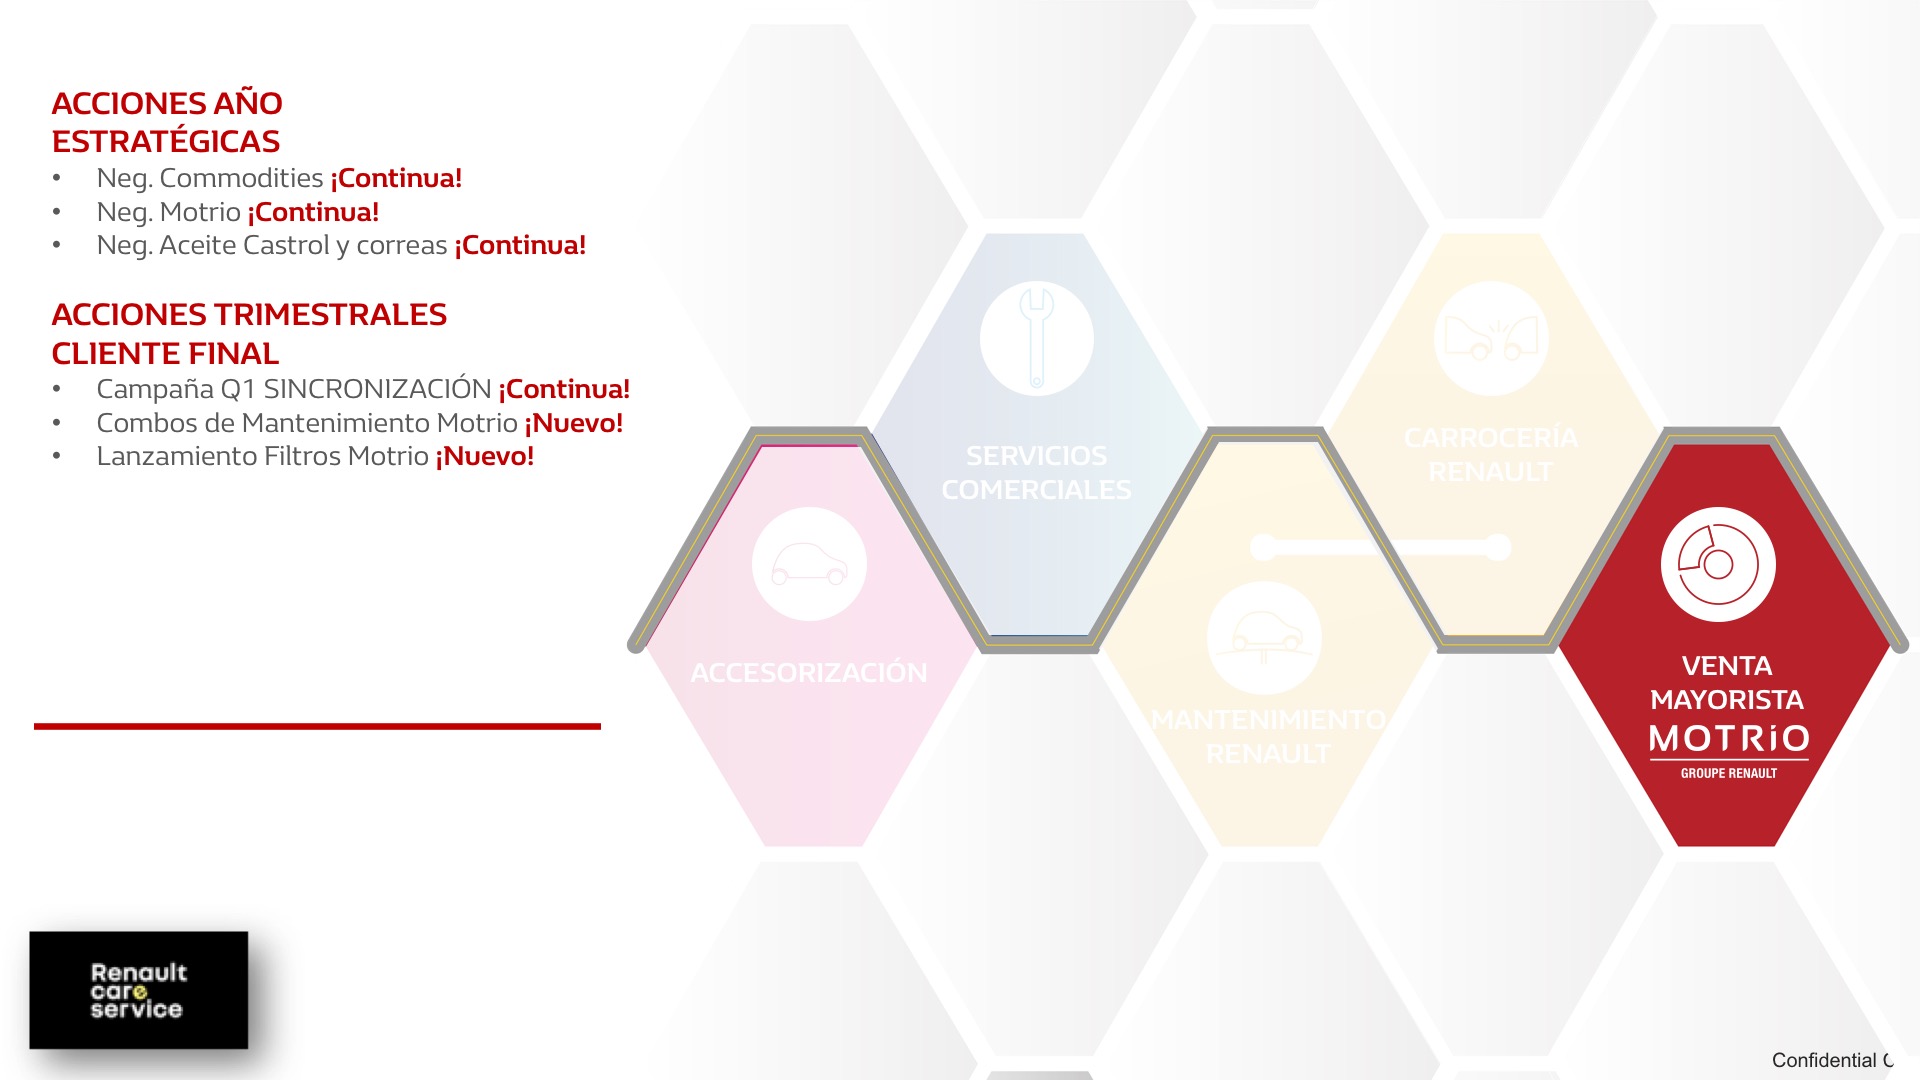 ACCIONES AÑO
ESTRATÉGICAS
• Neg. Commodities ¡Continua!
• Neg. Motrio ¡Continua!
• Neg. Aceite Castrol y correas ¡Continua!
ACCIONES TRIMESTRALES
CLIENTE FINAL
• Campaña Q1 SINCRONIZACIÓN ¡Continua!
• Combos de Mantenimiento Motrio ¡Nuevo!
• Lanzamiento Filtros Motrio ¡Nuevo!
SERVICIOS
COMERCIALES
CARROCERÍA
RENAULT
ACCESORIZACIÓN
MANTENIMIENTO
RENAULT
VENTA
MAYORISTA
MOTRiO
GROUPE RENAULT
Renault
care
service
Confidential C